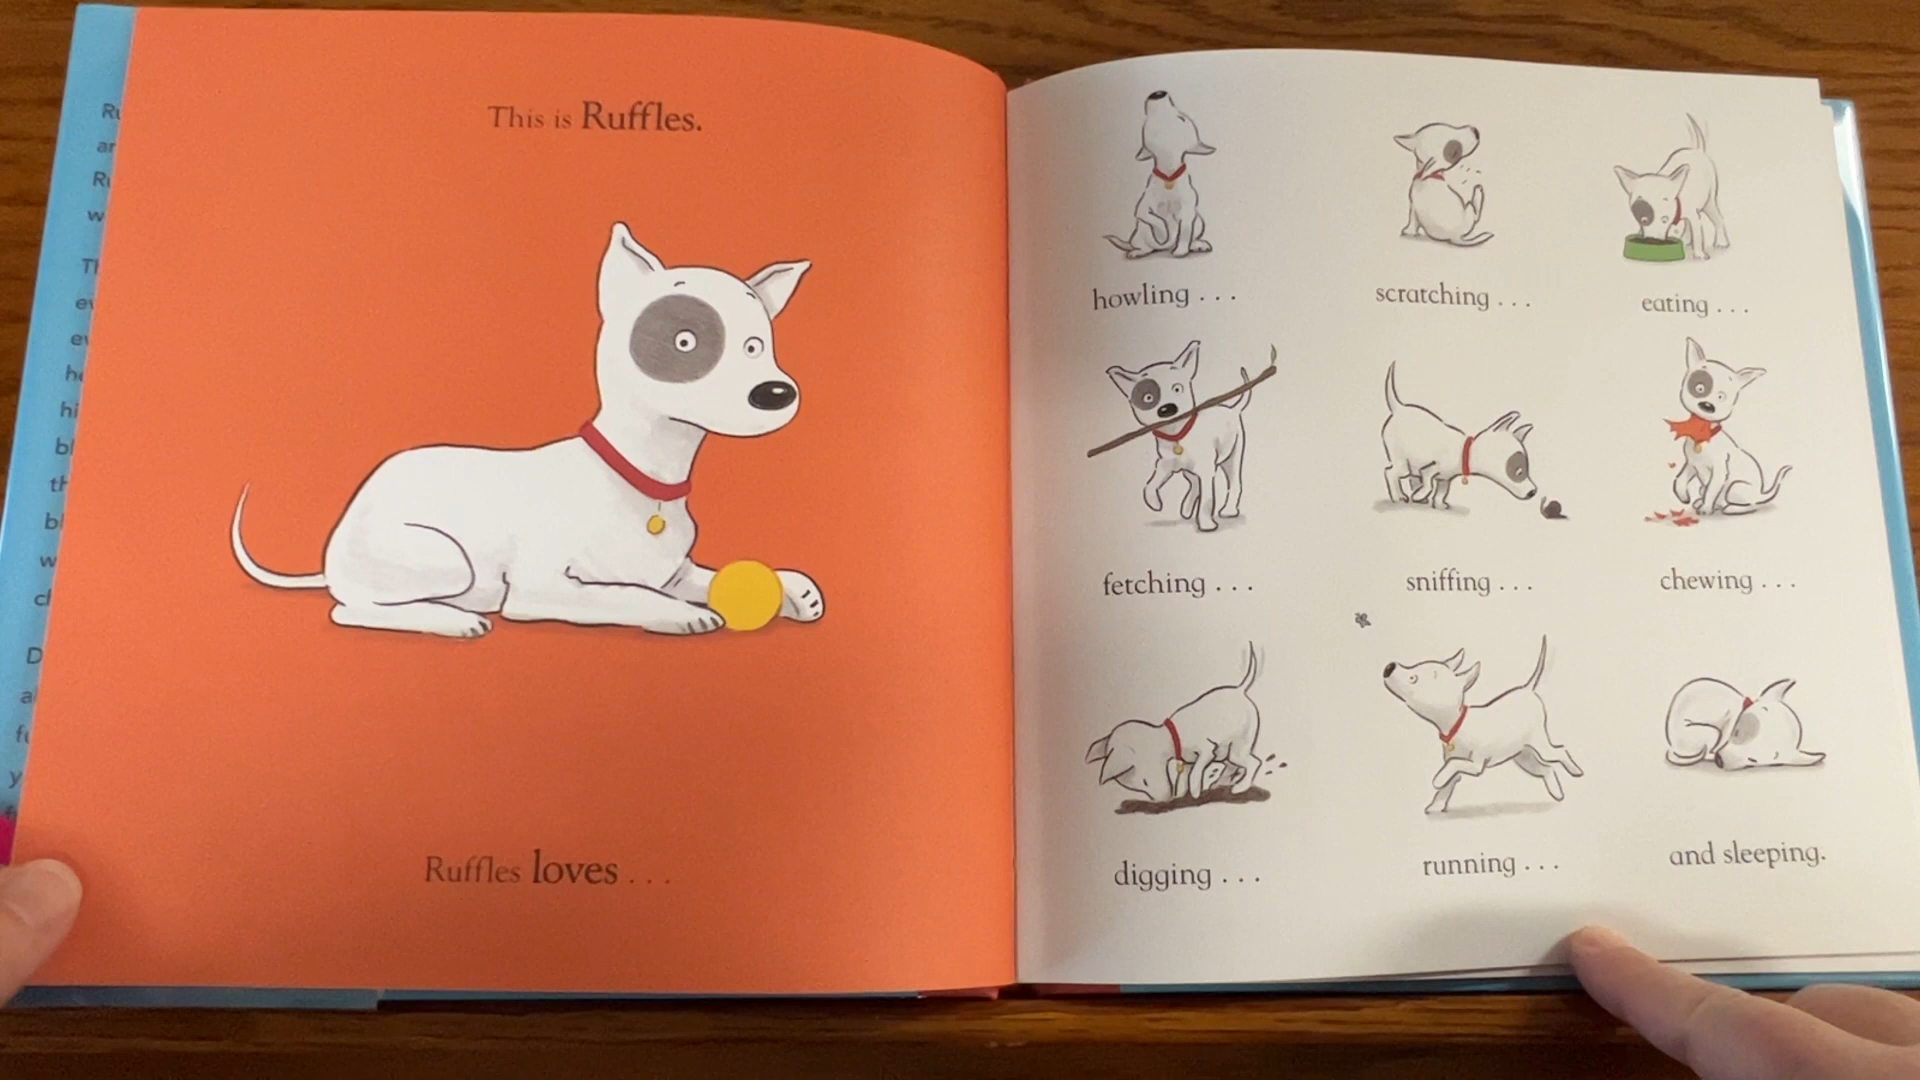 This is Ruffles.
Ruffles loves . . .
howling . . .
scratching . . .
eating . . .
fetching . . .
sniffing . . .
chewing . . .
digging . . .
running . . .
and sleeping.